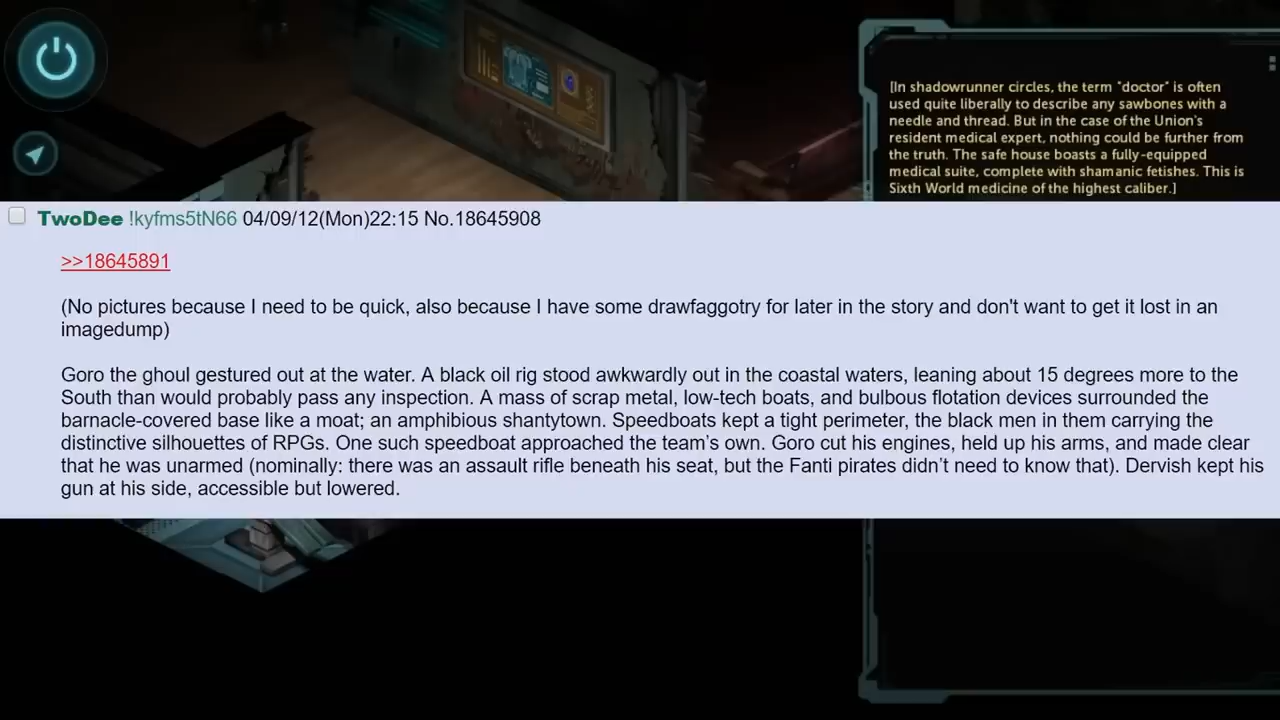 [In shadowrunner circles, the term "doctor" is often
used quite liberally to describe any sawbones with a
needle and thread. But in the case of the Union's
resident medical expert, nothing could be further from
the truth. The safe house boasts a fully-equipped
medical suite, complete with shamanic fetishes. This is
Sixth World medicine of the highest caliber.]
TwoDee !kyfms5tN66 04/09/12(Mon)22:15 No.18645908
>>18645891
(No pictures because I need to be quick, also because I have some drawfaggotry for later in the story and don't want to get it lost in an
imagedump)
Goro the ghoul gestured out at the water. A black oil rig stood awkwardly out in the coastal waters, leaning about 15 degrees more to the
South than would probably pass any inspection. A mass of scrap metal, low-tech boats, and bulbous flotation devices surrounded the
barnacle-covered base like a moat; an amphibious shantytown. Speedboats kept a tight perimeter, the black men in them carrying the
distinctive silhouettes of RPGs. One such speedboat approached the team’s own. Goro cut his engines, held up his arms, and made clear
that he was unarmed (nominally: there was an assault rifle beneath his seat, but the Fanti pirates didn’t need to know that). Dervish kept his
gun at his side, accessible but lowered.